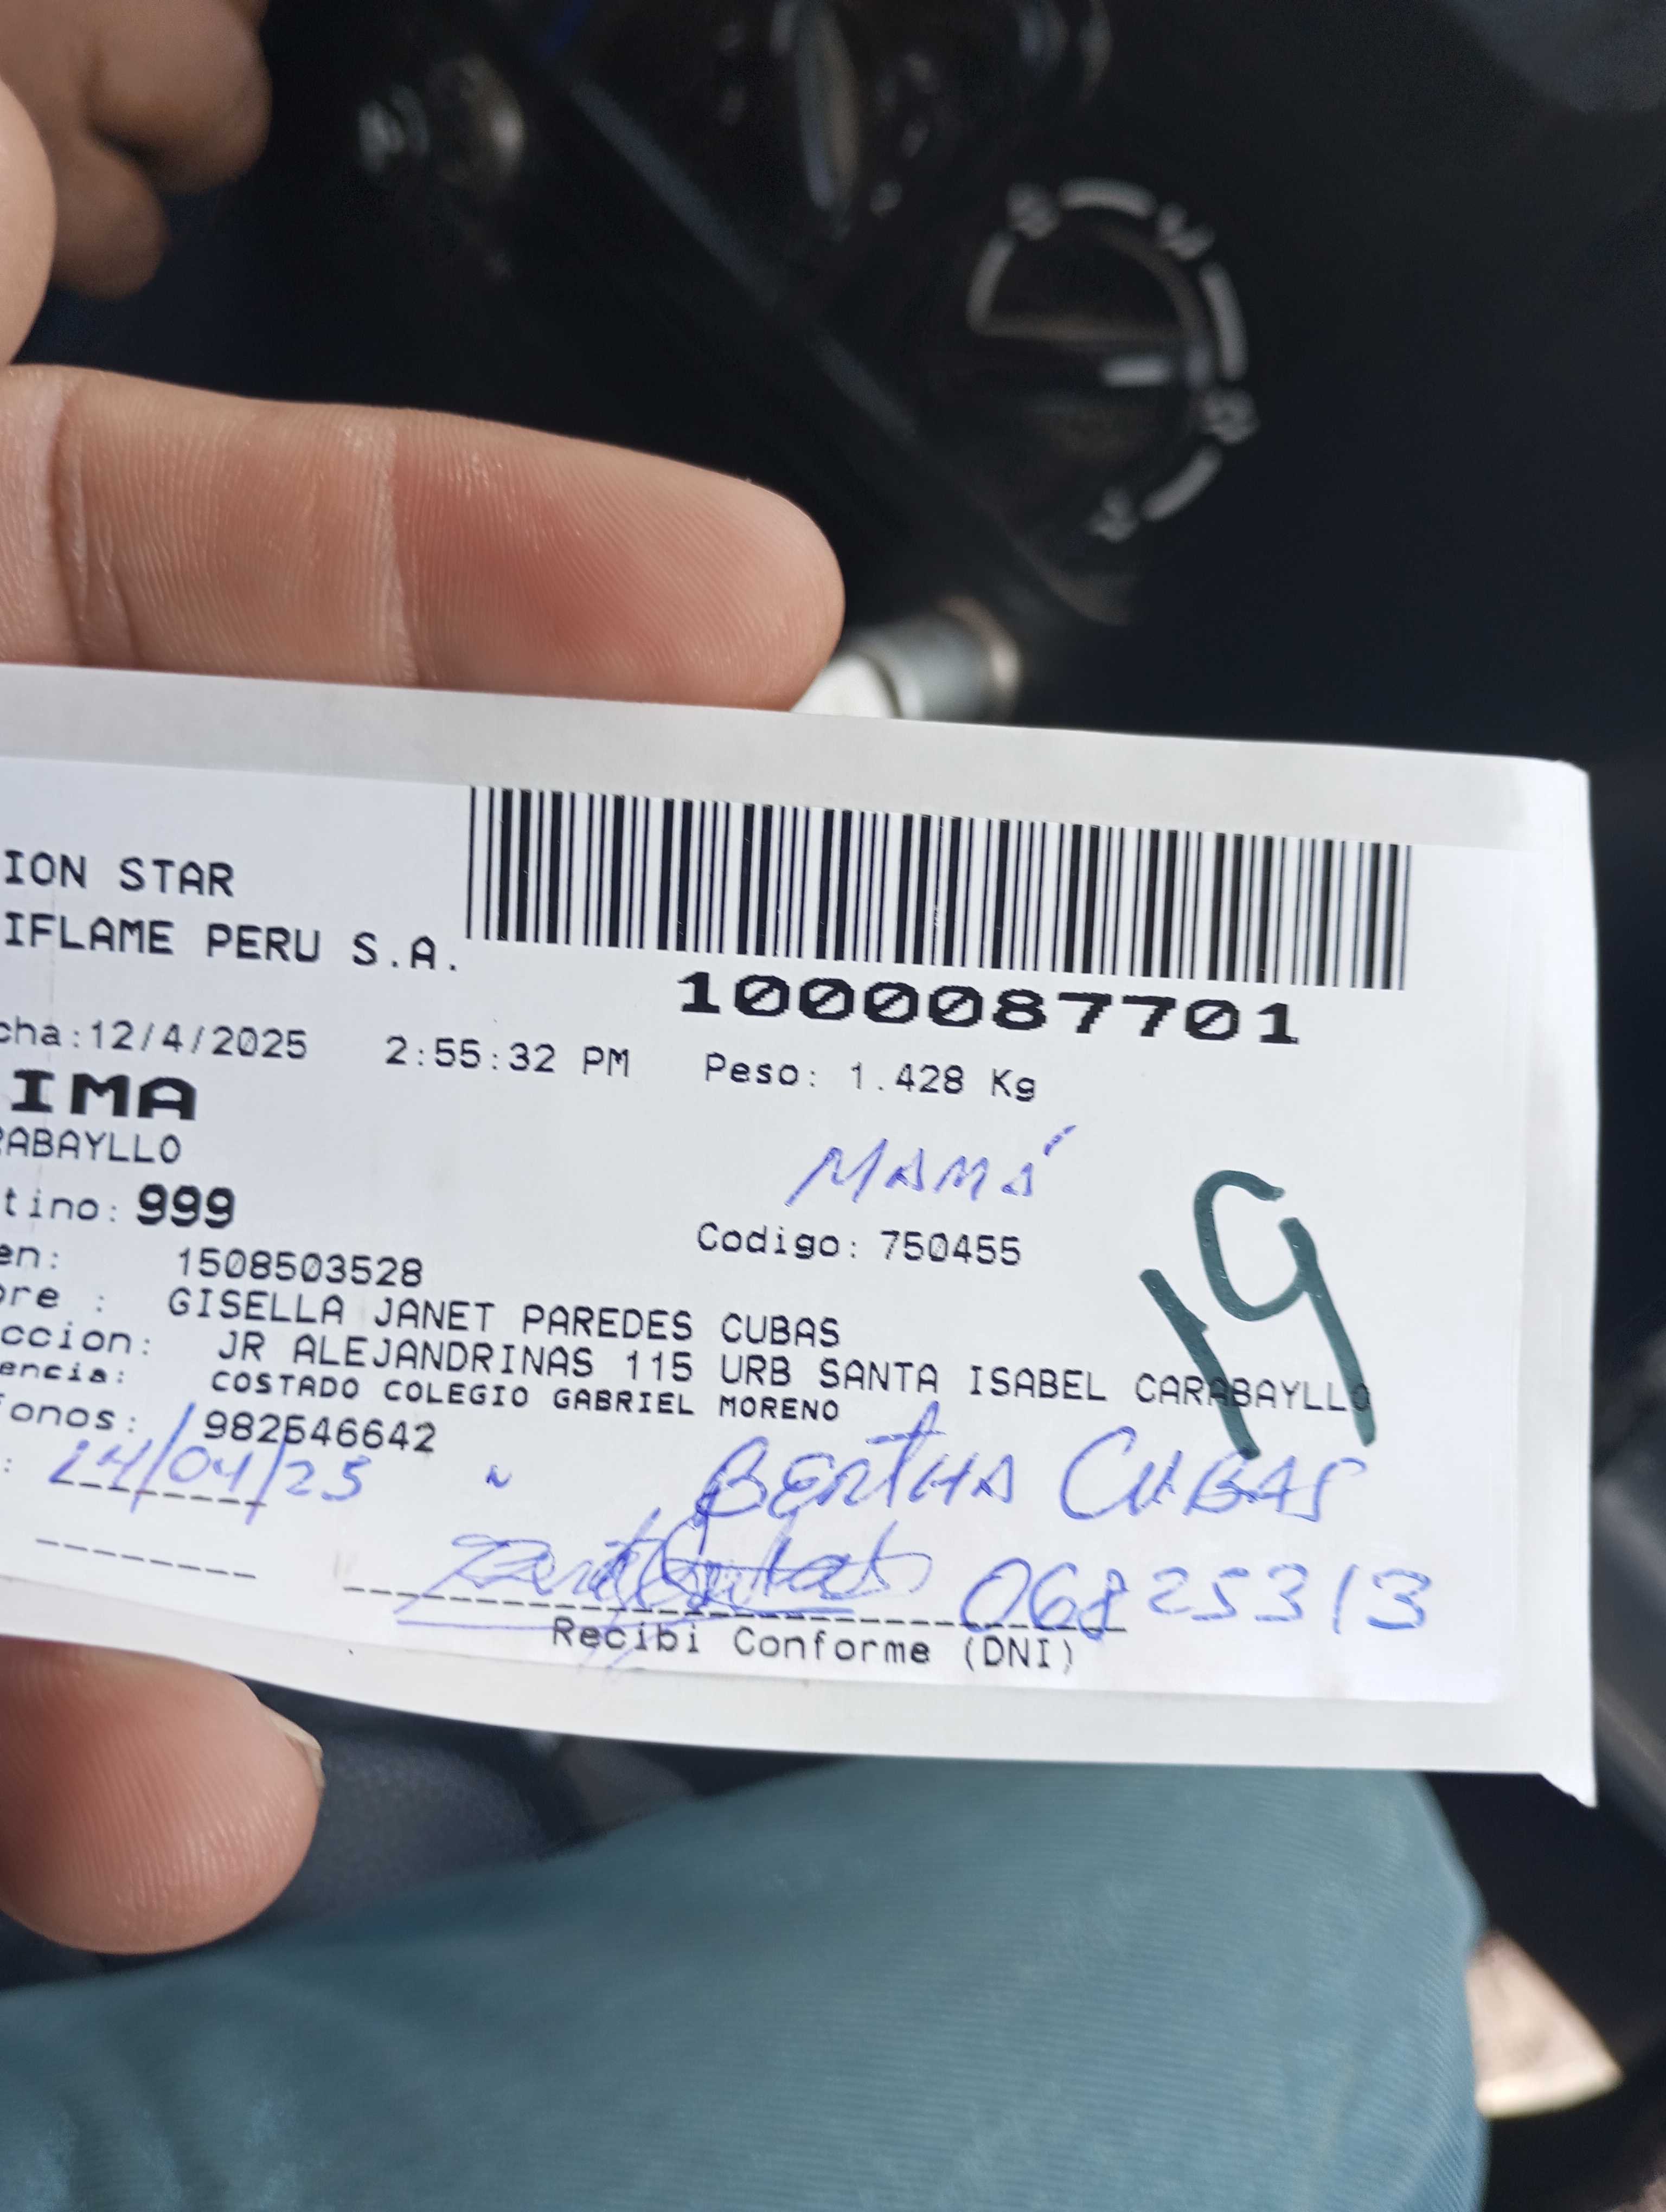 ION STAR
IFLAME PERU S.A.
1000087701
cha:12/4/2025 2:55:32 PM Peso: 1.428 Kg
IMA
RABAYLLO
MAMÁ
19
tino: 999
Codigo: 750455
en: 1508503528
bre : GISELLA JANET PAREDES CUBAS
ccion: JR ALEJANDRINAS 115 URB SANTA ISABEL CARABAYLLO
encia: COSTADO COLEGIO GABRIEL MORENO
fonos: 982546642
: 14/04/25 BERTHA CUBAS
06825313
Recibi Conforme (DNI)